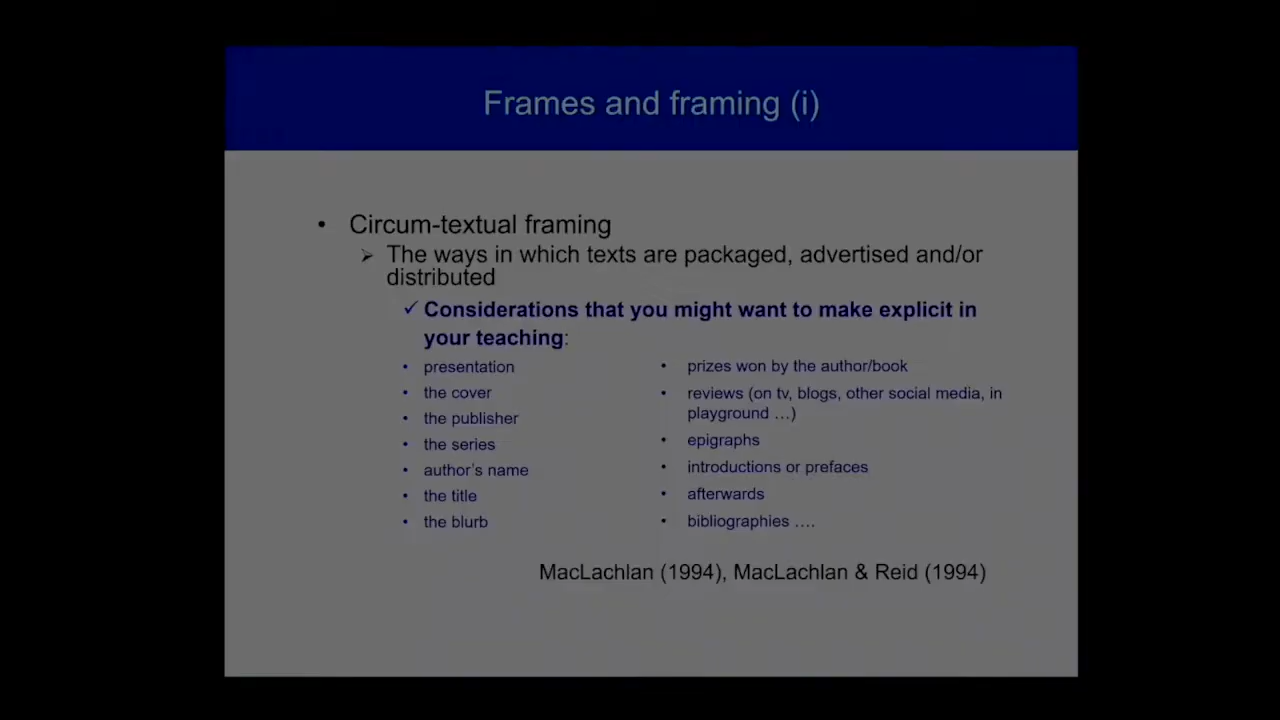 Frames and framing (i)
• Circum-textual framing
➢ The ways in which texts are packaged, advertised and/or
distributed
✓ Considerations that you might want to make explicit in
your teaching:
• presentation
• the cover
• the publisher
• the series
• author's name
• the title
• the blurb
• prizes won by the author/book
• reviews (on tv, blogs, other social media, in
playground …)
• epigraphs
• introductions or prefaces
• afterwards
• bibliographies ….
MacLachlan (1994), MacLachlan & Reid (1994)